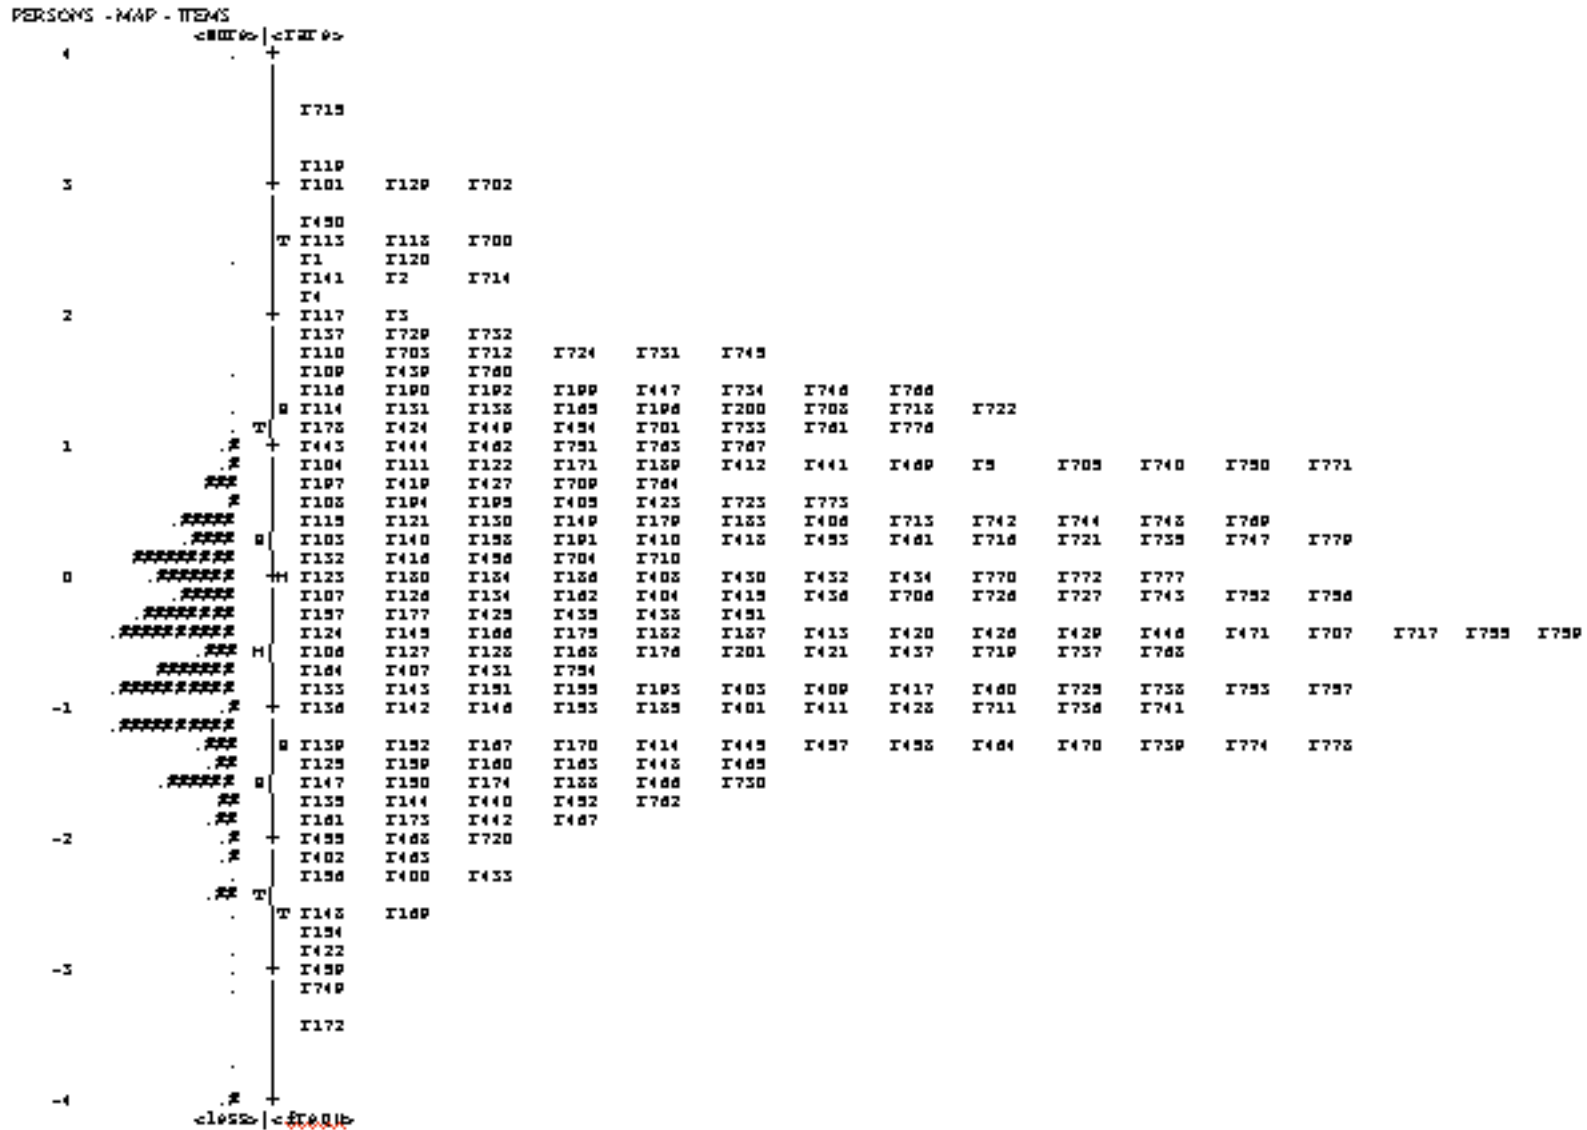 PERSONS - MAP - ITEMS
<more>|<rare>
4 . +
I715
I119
3 + I101 I129 I702
I450
T I113 I118 I700
. I1 I120
I141 I2 I714
I4
2 + I117 I3
I137 I729 I732
I110 I703 I712 I724 I731 I745
. I109 I439 I760
I116 I190 I192 I199 I447 I734 I746 I766
. |S I114 I131 I138 I165 I196 I200 I708 I718 I722
. T| I178 I424 I449 I454 I701 I733 I761 I776
1 .# + I443 I444 I462 I751 I763 I767
.# | I104 I111 I122 I171 I189 I412 I441 I469 I5 I705 I740 I750 I771
.### | I197 I419 I427 I709 I764
# | I108 I194 I195 I405 I423 I723 I773
.##### | I115 I121 I130 I149 I179 I183 I406 I713 I742 I744 I748 I769
.#### S| I103 I140 I158 I191 I410 I418 I453 I461 I716 I721 I735 I747 I779
######### | I132 I416 I456 I704 I710
0 .####### +M I123 I180 I184 I186 I408 I430 I432 I434 I770 I772 I777
.##### | I107 I126 I134 I162 I404 I415 I436 I706 I726 I727 I743 I752 I756
.######## | I157 I177 I425 I435 I438 I451
.########## | I124 I145 I166 I175 I182 I187 I413 I420 I426 I429 I446 I471 I707 I717 I755 I759
.### M| I106 I127 I128 I168 I176 I201 I421 I437 I719 I737 I768
####### | I164 I407 I431 I754
.########## | I133 I143 I151 I155 I193 I403 I409 I417 I460 I725 I738 I753 I757
-1 .# + I136 I142 I146 I153 I185 I401 I411 I428 I711 I736 I741
.########## |
.### |S I139 I152 I167 I170 I414 I445 I457 I458 I464 I470 I739 I774 I778
.## | I125 I159 I160 I163 I448 I465
.###### S| I147 I150 I174 I188 I466 I730
## | I135 I144 I440 I452 I762
.## | I161 I173 I442 I467
-2 .# + I455 I468 I720
.# | I402 I463
. | I156 I400 I433
.## T|
. |T I148 I169
I154
. | I422
-3 . + I459
. | I749
I172
. |
-4 .# +
<less>|<frequ>